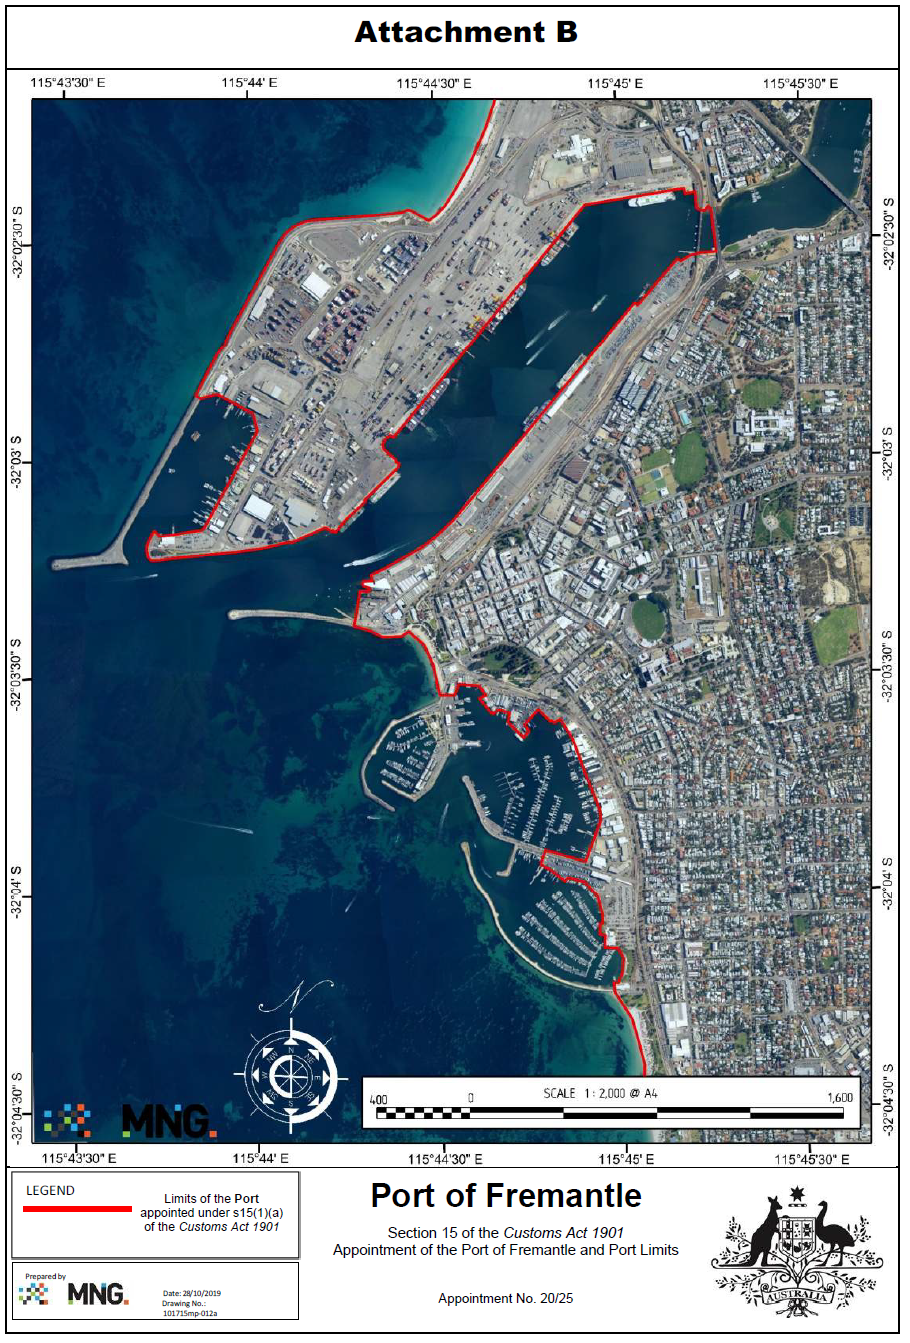 Attachment B
115°43'30" E 115°44' E 115°44'30" E 115°45' E 115°45'30" E
-32°02'30" S
-32°03' S
-32°03'30" S
-32°04' S
-32°04'30" S
-32°02'30" S
-32°03' S
-32°03'30" S
-32°04' S
-32°04'30" S
N
N
NE
E
SE
S
SW
W
NW
MNG.
SCALE 1 : 2,000 @ A4
400 0 1,600
115°43'30" E 115°44' E 115°44'30" E 115°45' E 115°45'30" E
LEGEND
Limits of the Port
appointed under s15(1)(a)
of the Customs Act 1901
Prepared by
MNG.
Date: 28/10/2019
Drawing No.:
101715mp-012a
Port of Fremantle
Section 15 of the Customs Act 1901
Appointment of the Port of Fremantle and Port Limits
Appointment No. 20/25
AUSTRALIA